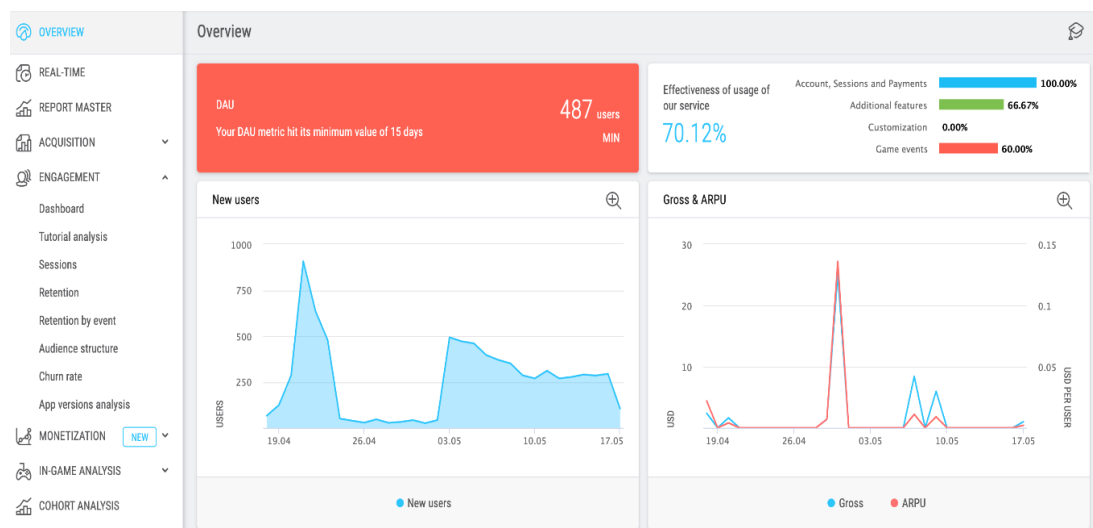 OVERVIEW
REAL-TIME
REPORT MASTER
ACQUISITION
ENGAGEMENT
Dashboard
Tutorial analysis
Sessions
Retention
Retention by event
Audience structure
Churn rate
App versions analysis
MONETIZATION NEW
IN-GAME ANALYSIS
COHORT ANALYSIS
Overview
DAU
Your DAU metric hit its minimum value of 15 days
487 users
MIN
Effectiveness of usage of
our service
70.12%
Account, Sessions and Payments 100.00%
Additional features 66.67%
Customization 0.00%
Game events 60.00%
New users
1000
750
500
250
USERS
19.04 26.04 03.05 10.05 17.05
New users
Gross & ARPU
30 0.15
20 0.1
10 0.05
USD
USD PER USER
19.04 26.04 03.05 10.05 17.05
Gross ARPU